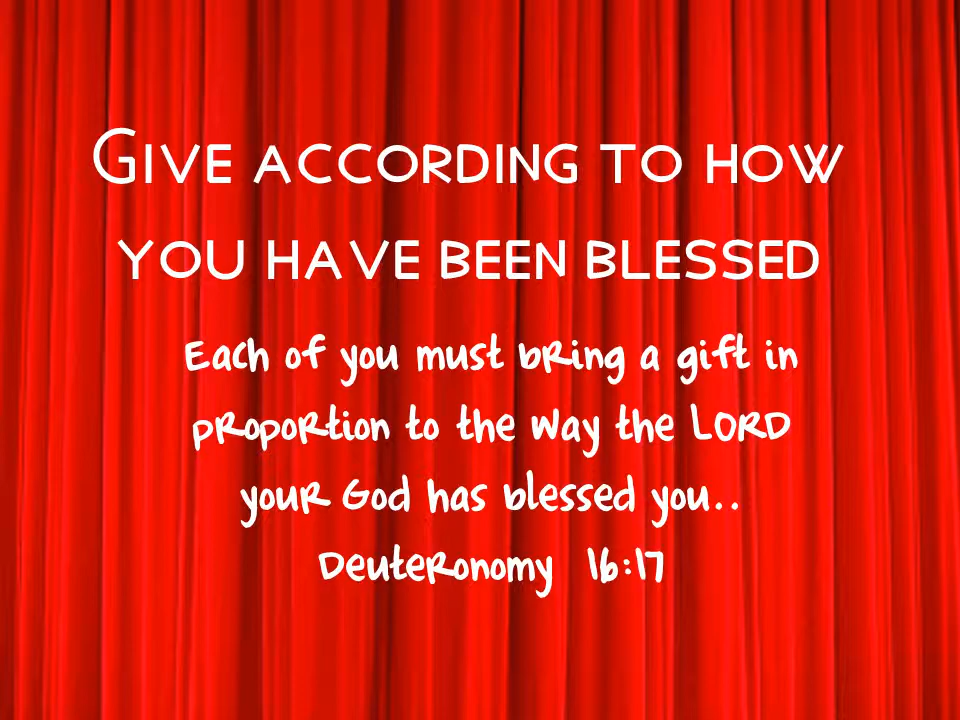 Give according to how
you have been blessed
Each of you must bring a gift in
proportion to the way the LORD
your God has blessed you..
Deuteronomy 16:17